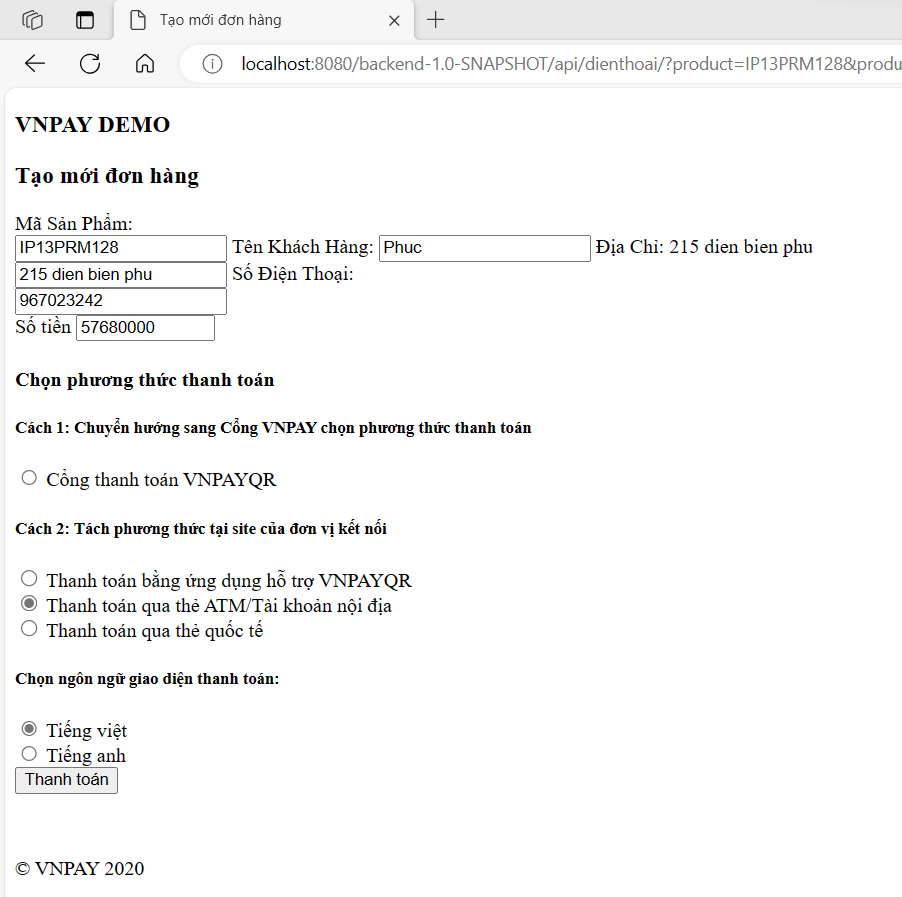 Tạo mới đơn hàng
localhost:8080/backend-1.0-SNAPSHOT/api/dienthoai/?product=IP13PRM128&produ
VNPAY DEMO
Tạo mới đơn hàng
Mã Sản Phẩm:
IP13PRM128 Tên Khách Hàng: Phuc Địa Chỉ: 215 dien bien phu
215 dien bien phu Số Điện Thoại:
967023242
Số tiền 57680000
Chọn phương thức thanh toán
Cách 1: Chuyển hướng sang Cổng VNPAY chọn phương thức thanh toán
Cổng thanh toán VNPAYQR
Cách 2: Tách phương thức tại site của đơn vị kết nối
Thanh toán bằng ứng dụng hỗ trợ VNPAYQR
Thanh toán qua thẻ ATM/Tài khoản nội địa
Thanh toán qua thẻ quốc tế
Chọn ngôn ngữ giao diện thanh toán:
Tiếng việt
Tiếng anh
Thanh toán
© VNPAY 2020